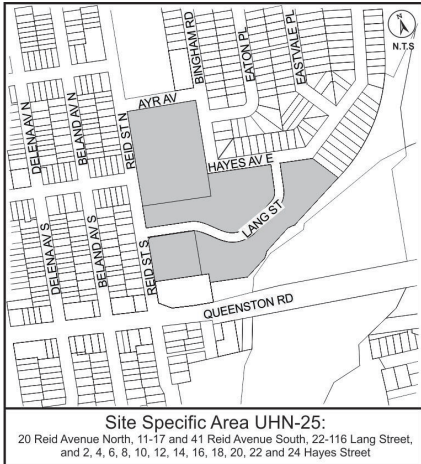 N
N.T.S
BINGHAM RD
EATON PL
EASTVALE PL
AYR AV
DELENA AV N
BELAND AV N
REID ST N
HAYES AV E
LANG ST
DELENA AV S
BELAND AV S
REID ST S
QUEENSTON RD
Site Specific Area UHN-25:
20 Reid Avenue North, 11-17 and 41 Reid Avenue South, 22-116 Lang Street,
and 2, 4, 6, 8, 10, 12, 14, 16, 18, 20, 22 and 24 Hayes Street